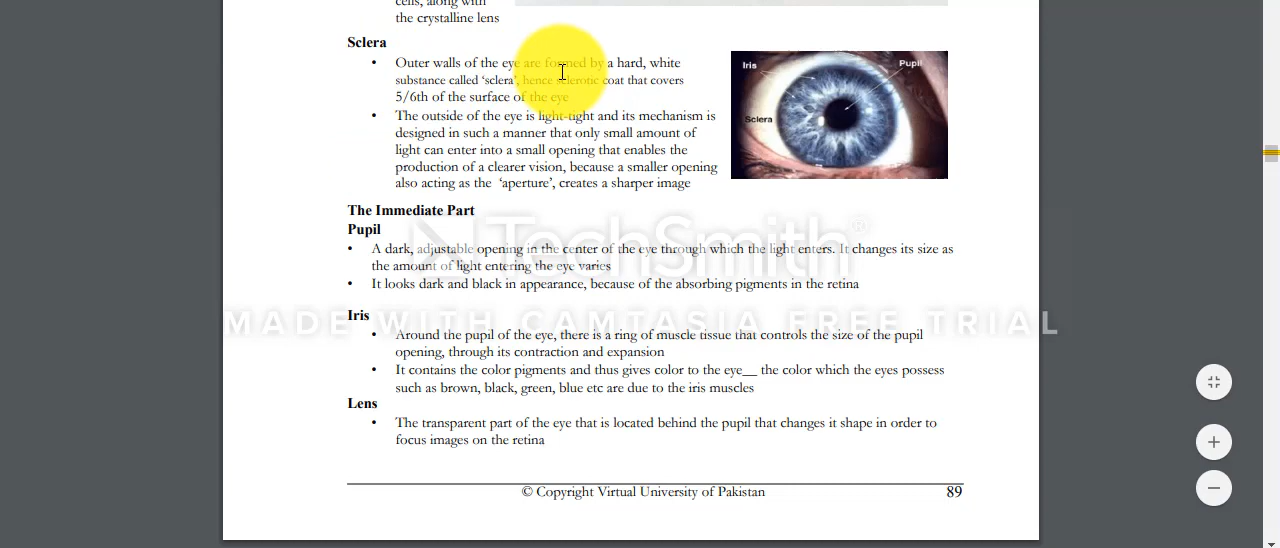 cells, along with
the crystalline lens
Sclera
• Outer walls of the eye are formed by a hard, white
substance called ‘sclera’, hence sclerotic coat that covers
5/6th of the surface of the eye
• The outside of the eye is light-tight and its mechanism is
designed in such a manner that only small amount of
light can enter into a small opening that enables the
production of a clearer vision, because a smaller opening
also acting as the ‘aperture’, creates a sharper image
Iris
Pupil
Sclera
The Immediate Part
Pupil
• A dark, adjustable opening in the center of the eye through which the light enters. It changes its size as
the amount of light entering the eye varies
• It looks dark and black in appearance, because of the absorbing pigments in the retina
TechSmith®
MADE WITH CAMTASIA FREE TRIAL
Iris
• Around the pupil of the eye, there is a ring of muscle tissue that controls the size of the pupil
opening, through its contraction and expansion
• It contains the color pigments and thus gives color to the eye__ the color which the eyes possess
such as brown, black, green, blue etc are due to the iris muscles
Lens
• The transparent part of the eye that is located behind the pupil that changes it shape in order to
focus images on the retina
© Copyright Virtual University of Pakistan 89